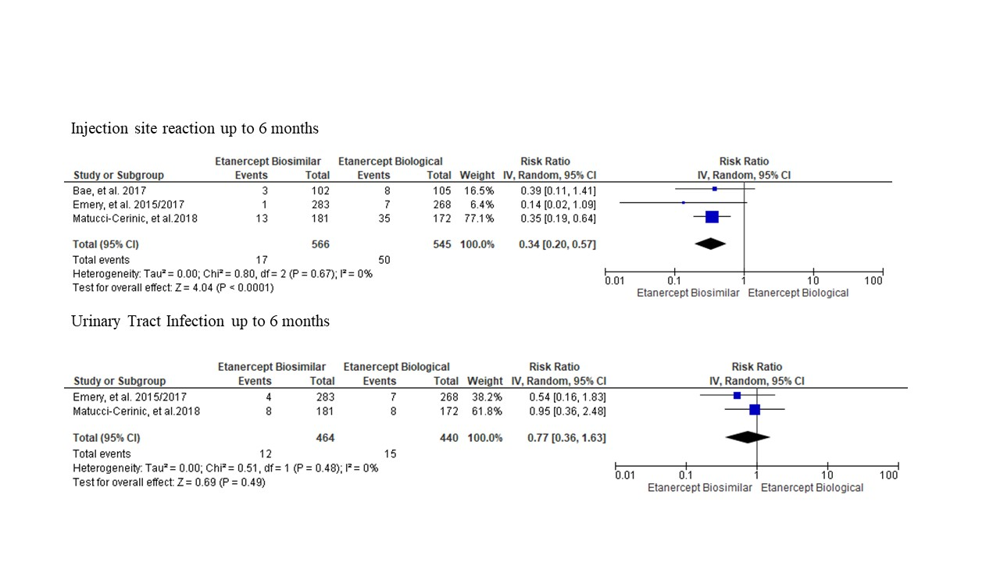 Injection site reaction up to 6 months
Etanercept Biosimilar Etanercept Biological Risk Ratio Risk Ratio
Study or Subgroup Events Total Events Total Weight IV, Random, 95% CI IV, Random, 95% CI
Bae, et al. 2017 3 102 8 105 16.5% 0.39 [0.11, 1.41]
Emery, et al. 2015/2017 1 283 7 268 6.4% 0.14 [0.02, 1.09]
Matucci-Cerinic, et al.2018 13 181 35 172 77.1% 0.35 [0.19, 0.64]
Total (95% CI) 566 545 100.0% 0.34 [0.20, 0.57]
Total events 17 50
Heterogeneity: Tau² = 0.00; Chi² = 0.80, df = 2 (P = 0.67); I² = 0%
Test for overall effect: Z = 4.04 (P < 0.0001)
0.01 0.1 1 10 100
Etanercept Biosimilar Etanercept Biological
Urinary Tract Infection up to 6 months
Etanercept Biosimilar Etanercept Biological Risk Ratio Risk Ratio
Study or Subgroup Events Total Events Total Weight IV, Random, 95% CI IV, Random, 95% CI
Emery, et al. 2015/2017 4 283 7 268 38.2% 0.54 [0.16, 1.83]
Matucci-Cerinic, et al.2018 8 181 8 172 61.8% 0.95 [0.36, 2.48]
Total (95% CI) 464 440 100.0% 0.77 [0.36, 1.63]
Total events 12 15
Heterogeneity: Tau² = 0.00; Chi² = 0.51, df = 1 (P = 0.48); I² = 0%
Test for overall effect: Z = 0.69 (P = 0.49)
0.01 0.1 1 10 100
Etanercept Biosimilar Etanercept Biological